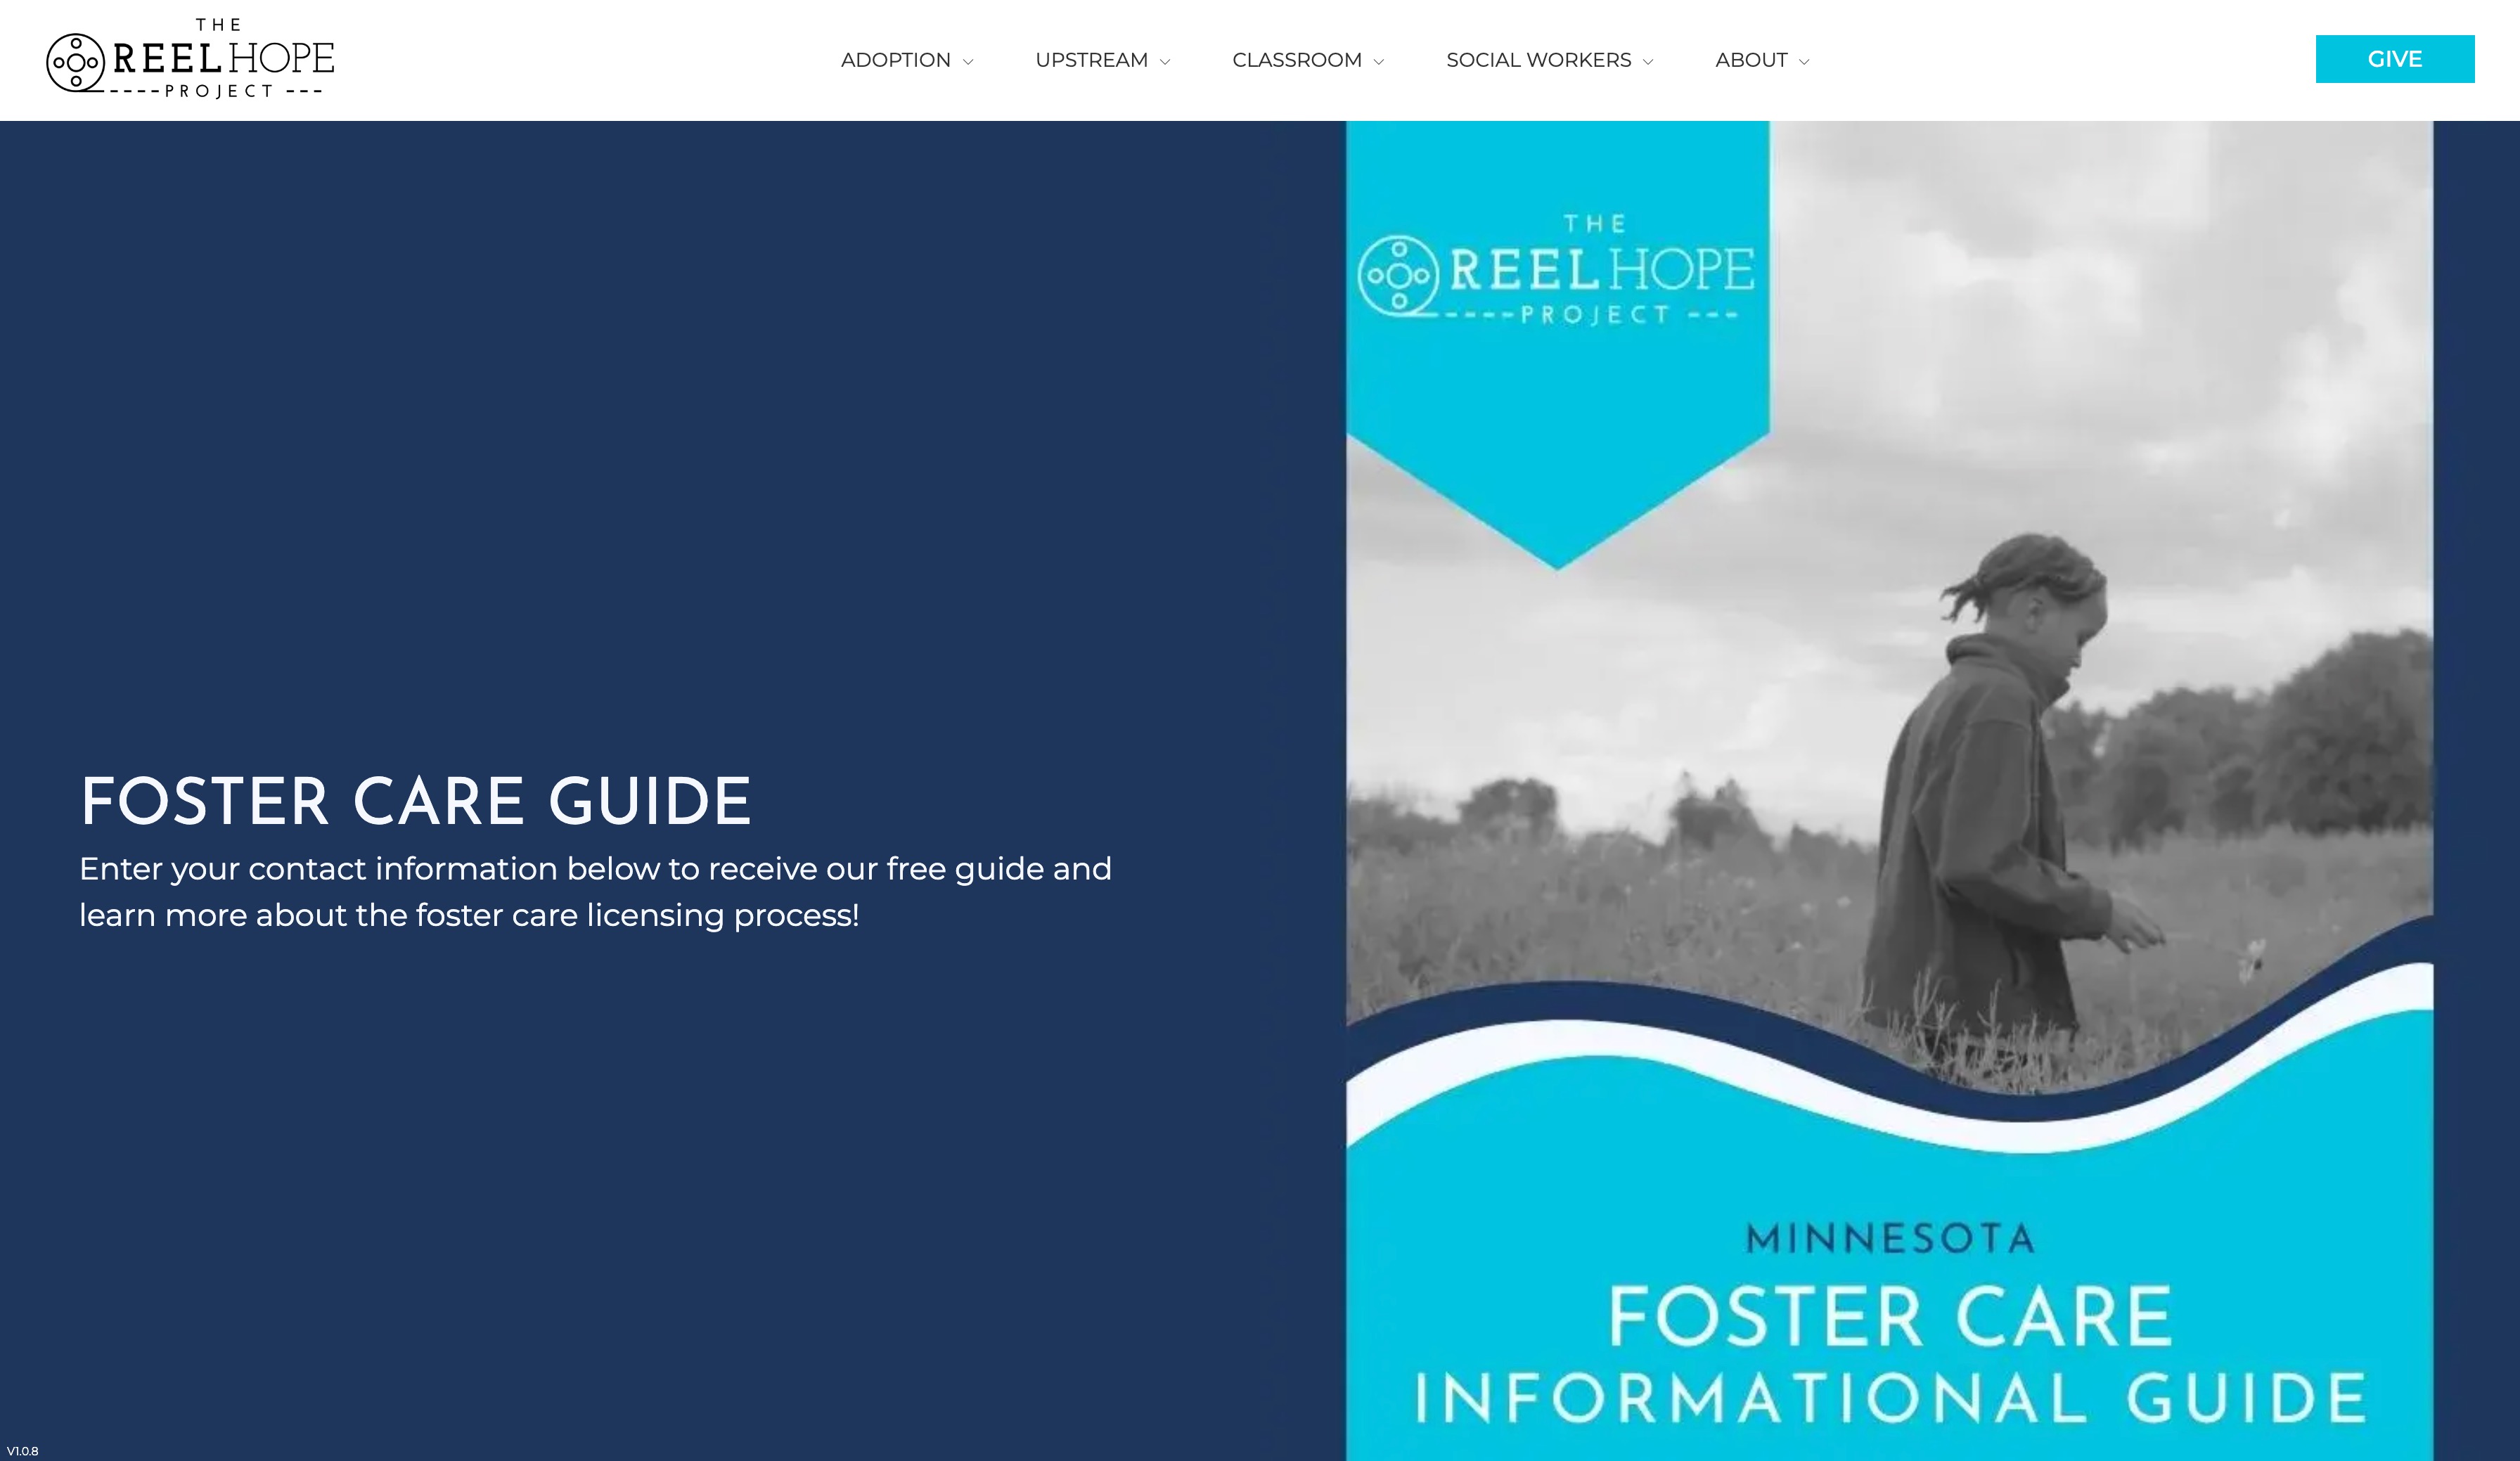 THE
REEL HOPE
PROJECT
ADOPTION
UPSTREAM
CLASSROOM
SOCIAL WORKERS
ABOUT
GIVE
THE
REEL HOPE
PROJECT
FOSTER CARE GUIDE
Enter your contact information below to receive our free guide and
learn more about the foster care licensing process!
MINNESOTA
FOSTER CARE
INFORMATIONAL GUIDE
V1.0.8